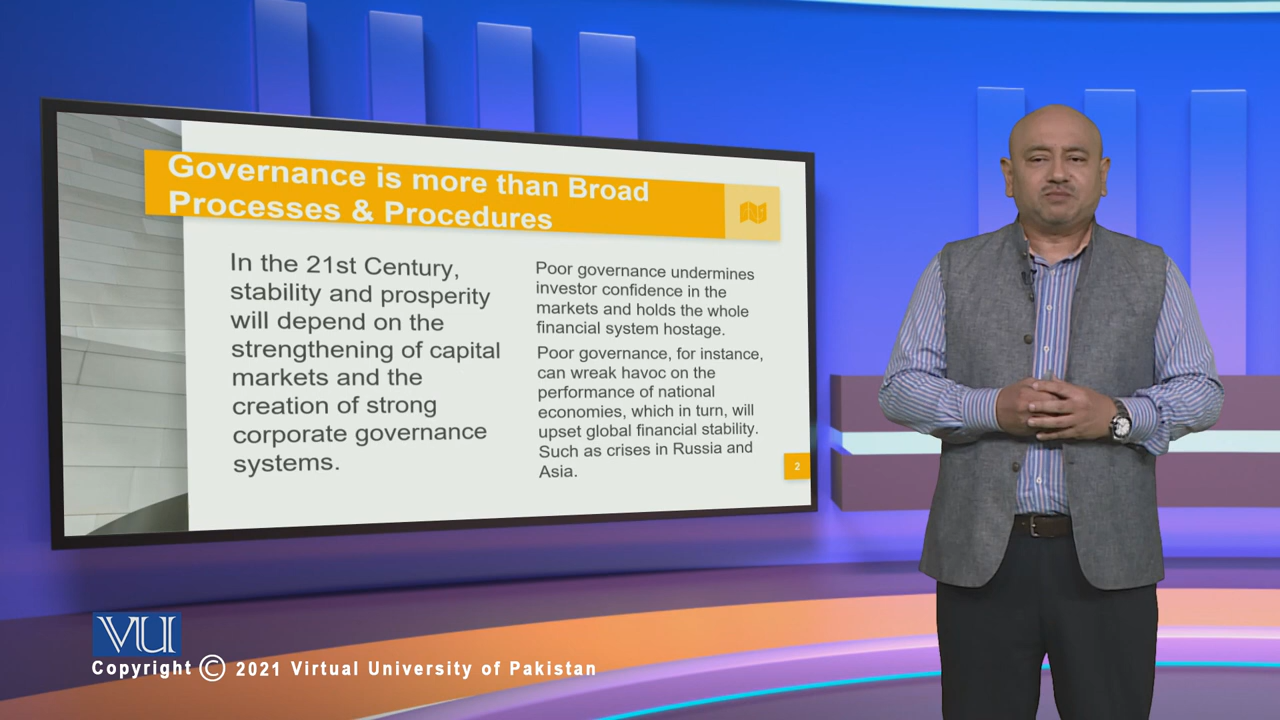 Governance is more than Broad
Processes & Procedures
In the 21st Century,
stability and prosperity
will depend on the
strengthening of capital
markets and the
creation of strong
corporate governance
systems.
Poor governance undermines
investor confidence in the
markets and holds the whole
financial system hostage.
Poor governance, for instance,
can wreak havoc on the
performance of national
economies, which in turn, will
upset global financial stability.
Such as crises in Russia and
Asia.
2
VU
Copyright © 2021 Virtual University of Pakistan